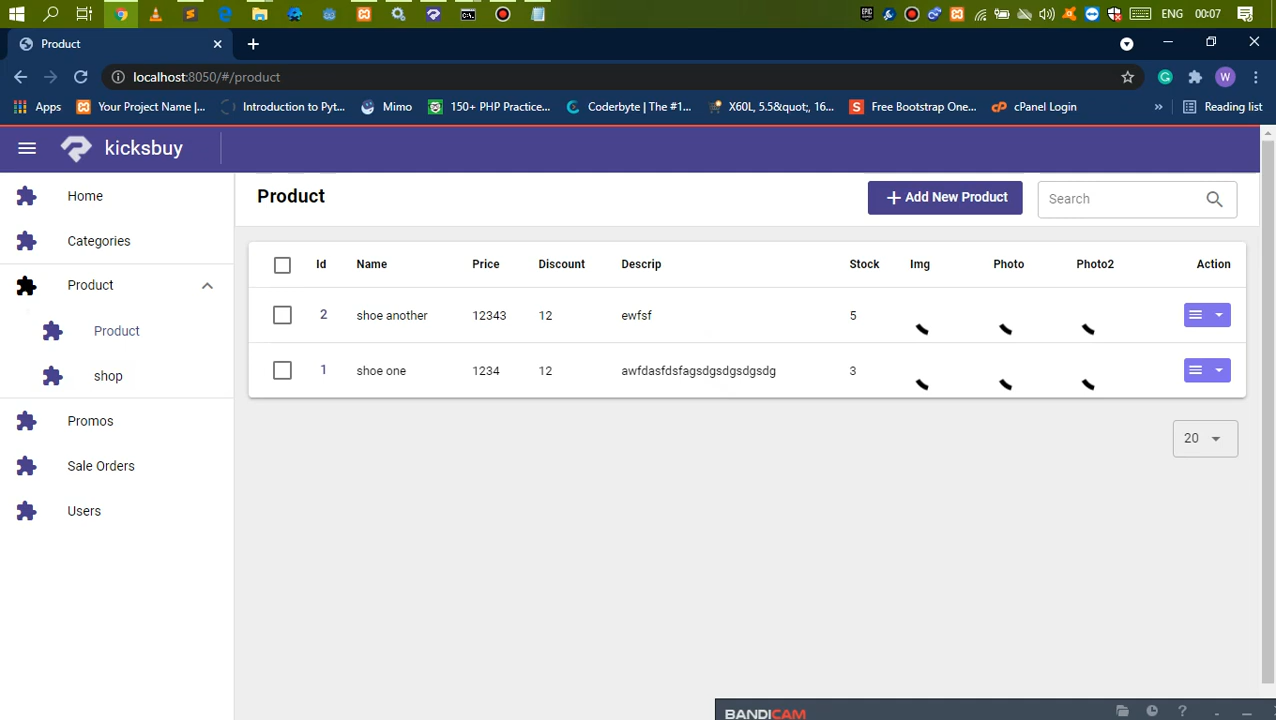 ENG 00:07
Product
localhost:8050/#/product
Apps Your Project Name |... Introduction to Pyt... Mimo 150+ PHP Practice... Coderbyte | The #1... X60L, 5.5&quot;, 16... Free Bootstrap One... cPanel Login » Reading list
kicksbuy
Home
Categories
Product
Product
shop
Promos
Sale Orders
Users
Product
Add New Product
Search
Id Name Price Discount Descrip Stock Img Photo Photo2 Action
2 shoe another 12343 12 ewfsf 5
1 shoe one 1234 12 awfdasfdsfagsdgsdgsdgsdg 3
20
BANDICAM